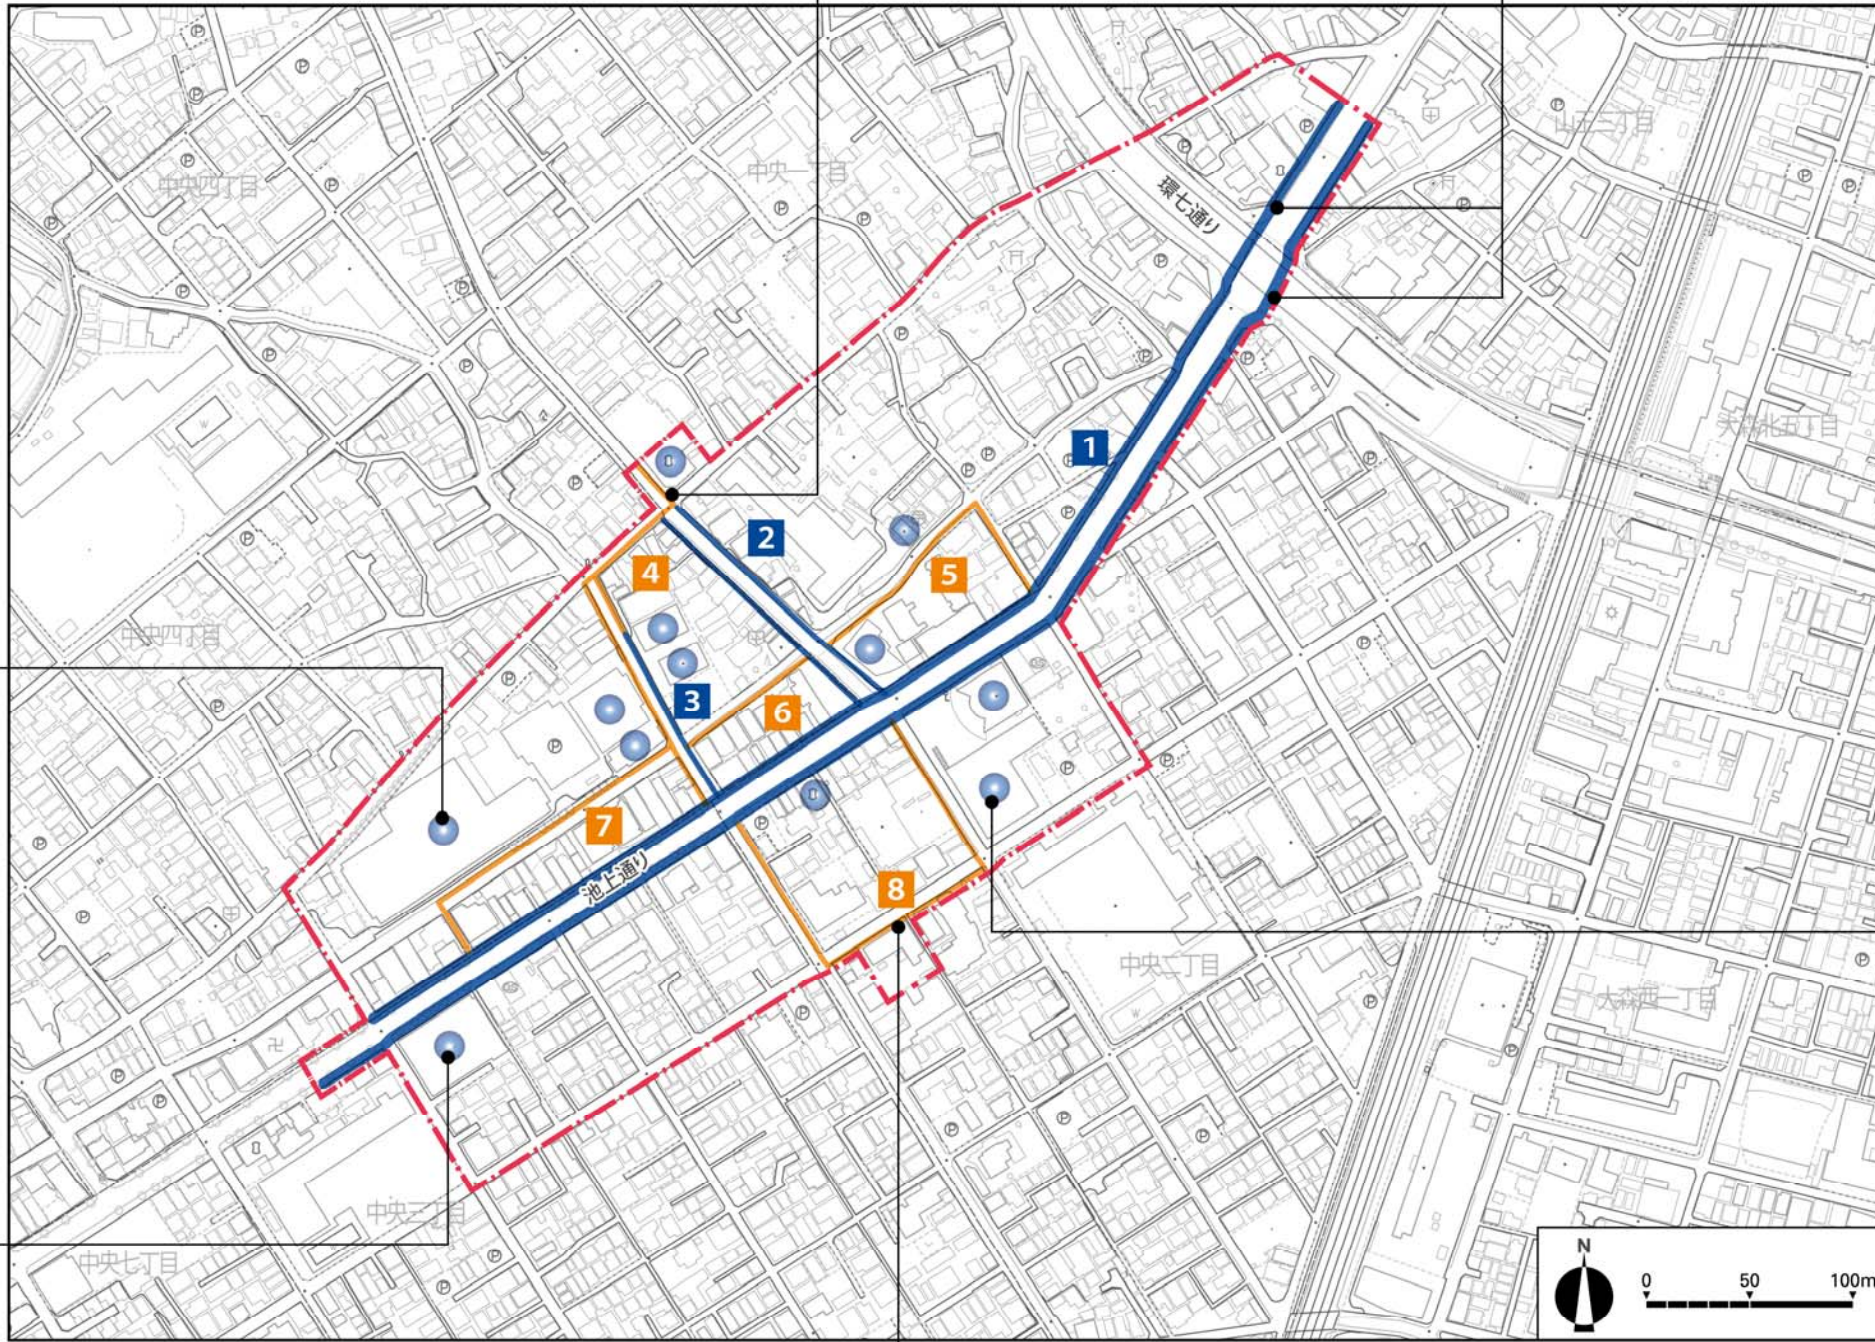 中央四丁目
中央一丁目
山王三丁目
環七通り
大森北五丁目
1
2
4
5
中央四丁目
3
6
7
池上通り
8
中央二丁目
大森西一丁目
中央三丁目
中央七丁目
N
0 50 100m